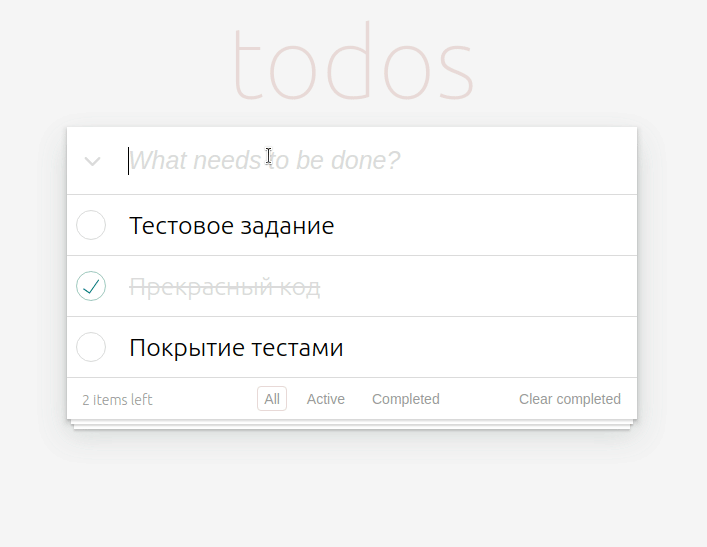 todos
What needs to be done?
Тестовое задание
Прекрасный код
Покрытие тестами
2 items left All Active Completed Clear completed